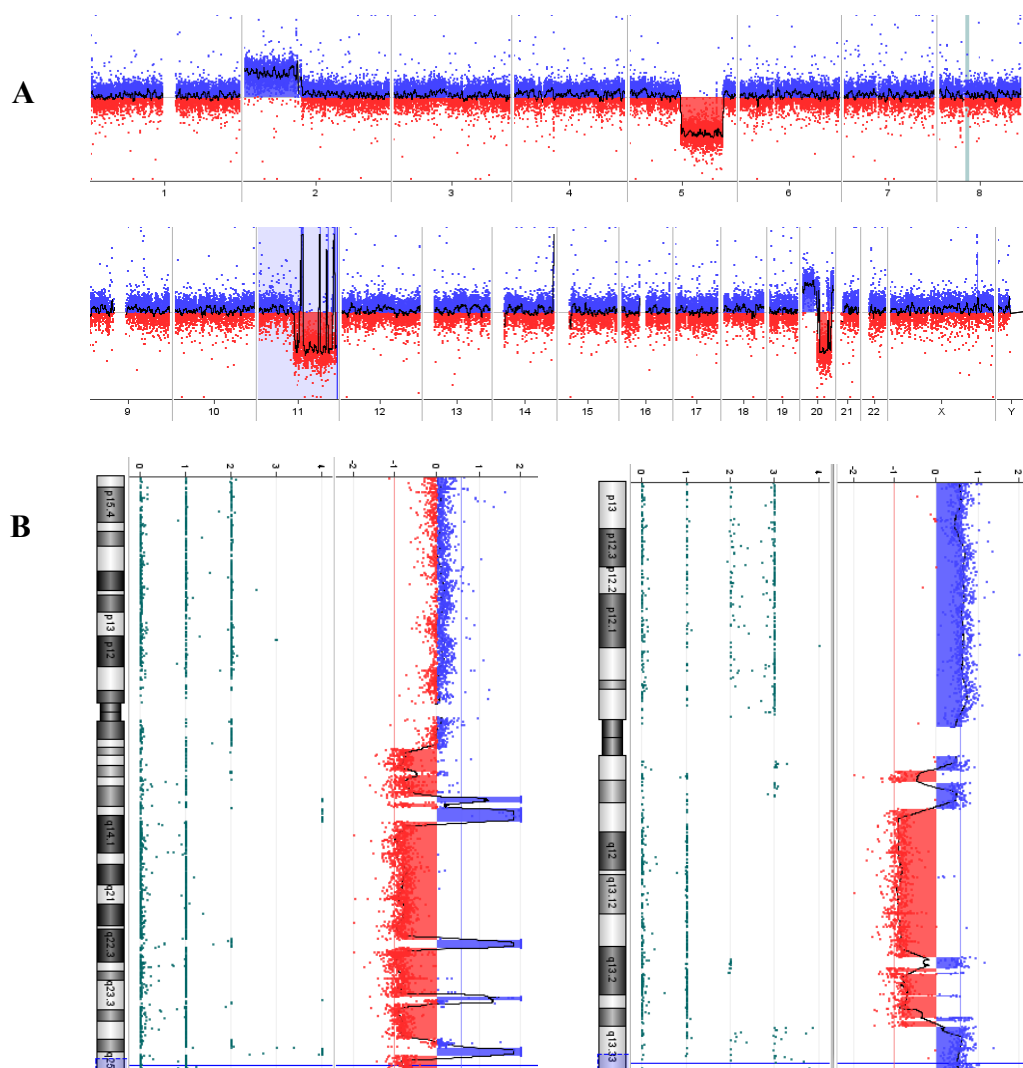 A
1 2 3 4 5 6 7 8
9 10 11 12 13 14 15 16 17 18 19 20 21 22 X Y
B
0 1 2 3 4 -2 -1 0 1 2
p15.4
p13
p12
q14.1
q21
q22.3
q23.3
q25
0 1 2 3 4 -2 -1 0 1 2
p13
p12.3
p12.2
p12.1
q12
q13.12
q13.2
q13.33